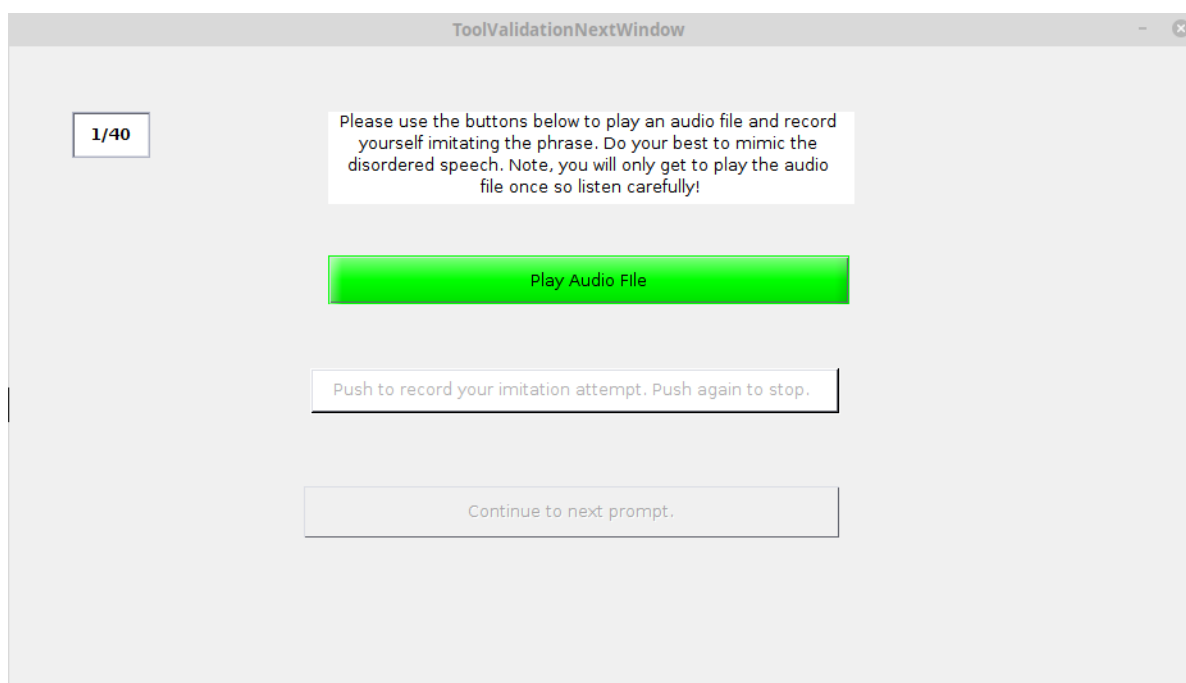 ToolValidationNextWindow
1/40
Please use the buttons below to play an audio file and record
yourself imitating the phrase. Do your best to mimic the
disordered speech. Note, you will only get to play the audio
file once so listen carefully!
Play Audio FIle
Push to record your imitation attempt. Push again to stop.
Continue to next prompt.